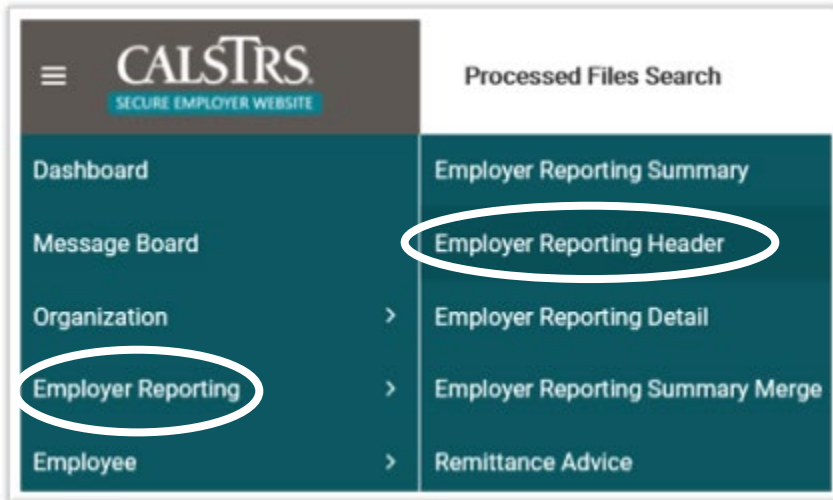 CALSTRS.
SECURE EMPLOYER WEBSITE
Processed Files Search
Dashboard
Message Board
Organization
Employer Reporting
Employee
Employer Reporting Summary
Employer Reporting Header
Employer Reporting Detail
Employer Reporting Summary Merge
Remittance Advice